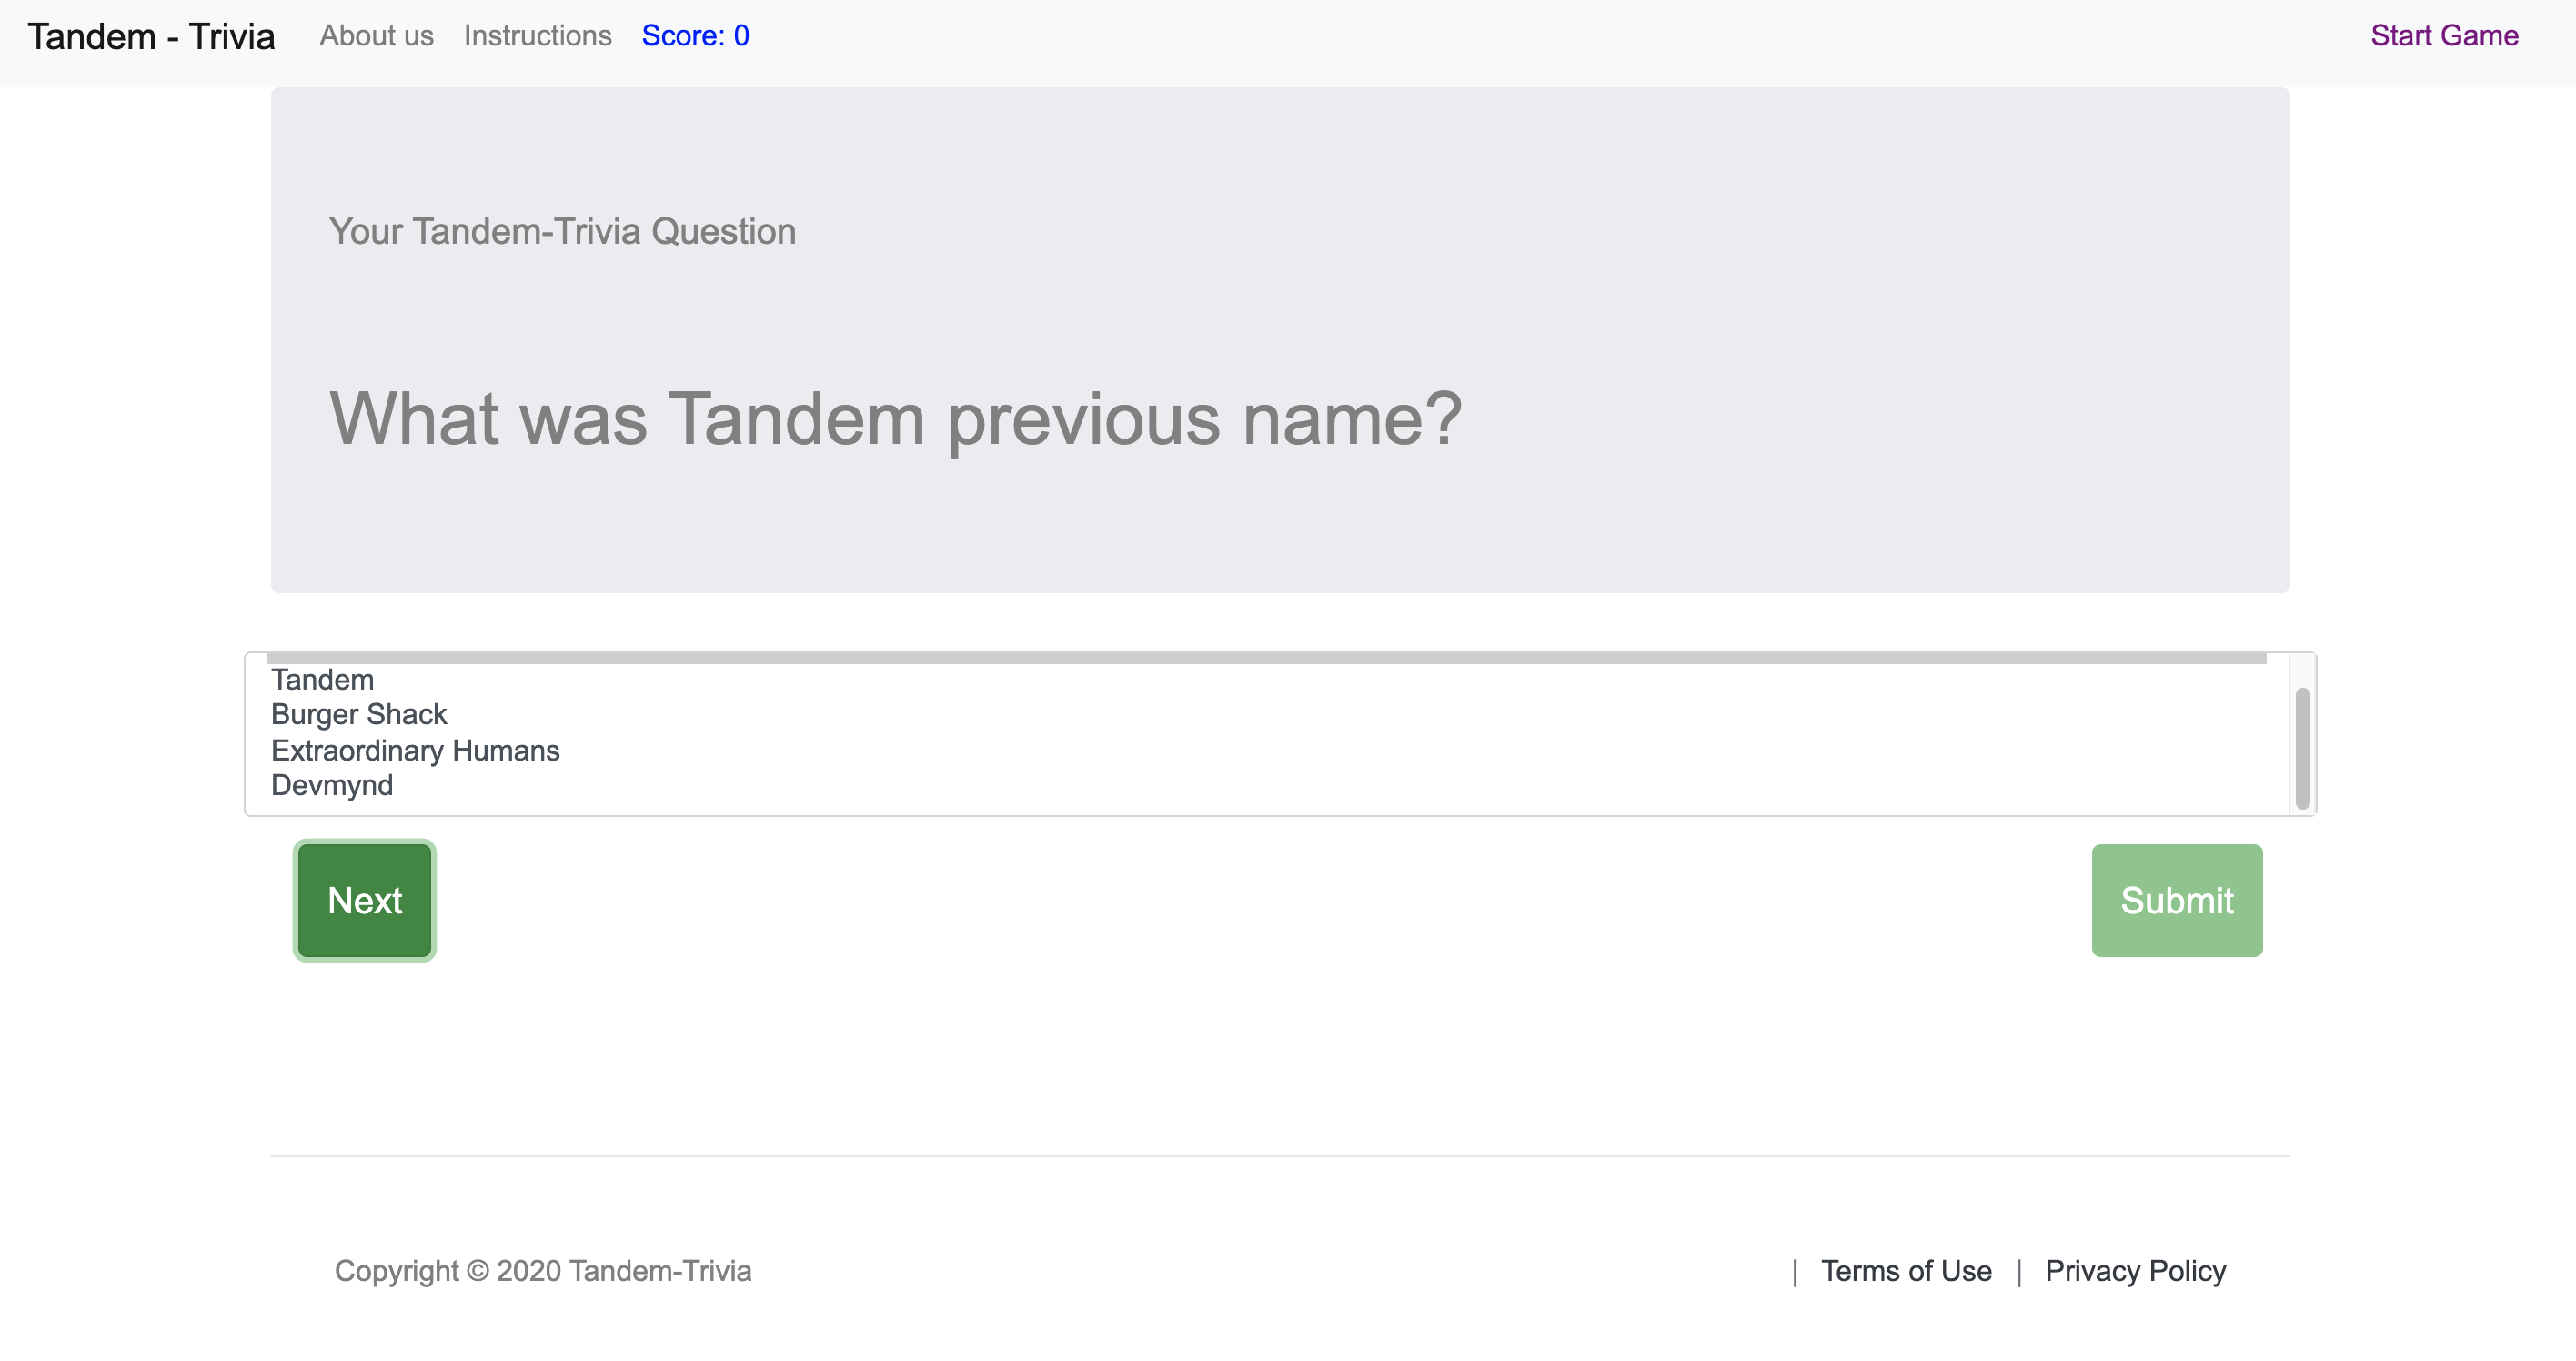 Tandem - Trivia About us Instructions Score: 0 Start Game
Your Tandem-Trivia Question
What was Tandem previous name?
Tandem
Burger Shack
Extraordinary Humans
Devmynd
Next Submit
Copyright © 2020 Tandem-Trivia | Terms of Use | Privacy Policy